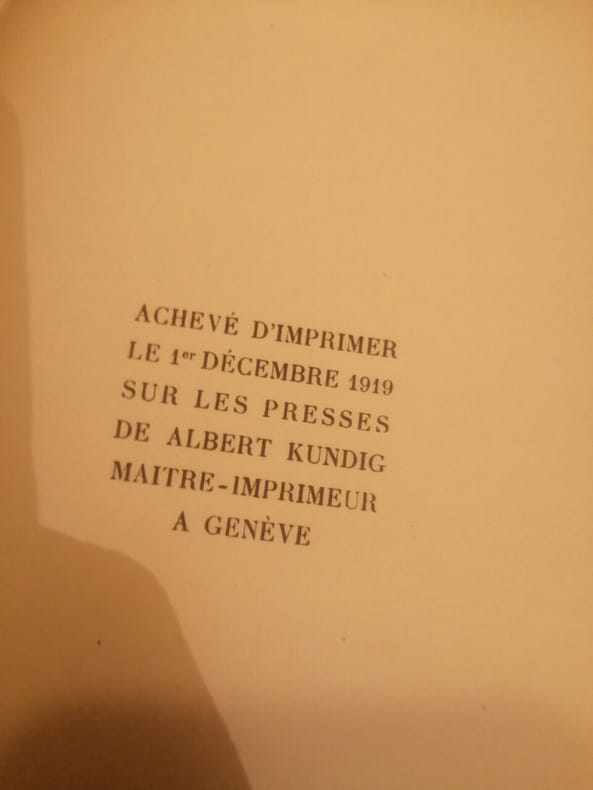 ACHEVÉ D'IMPRIMER
LE 1er DÉCEMBRE 1919
SUR LES PRESSES
DE ALBERT KUNDIG
MAITRE-IMPRIMEUR
A GENÈVE